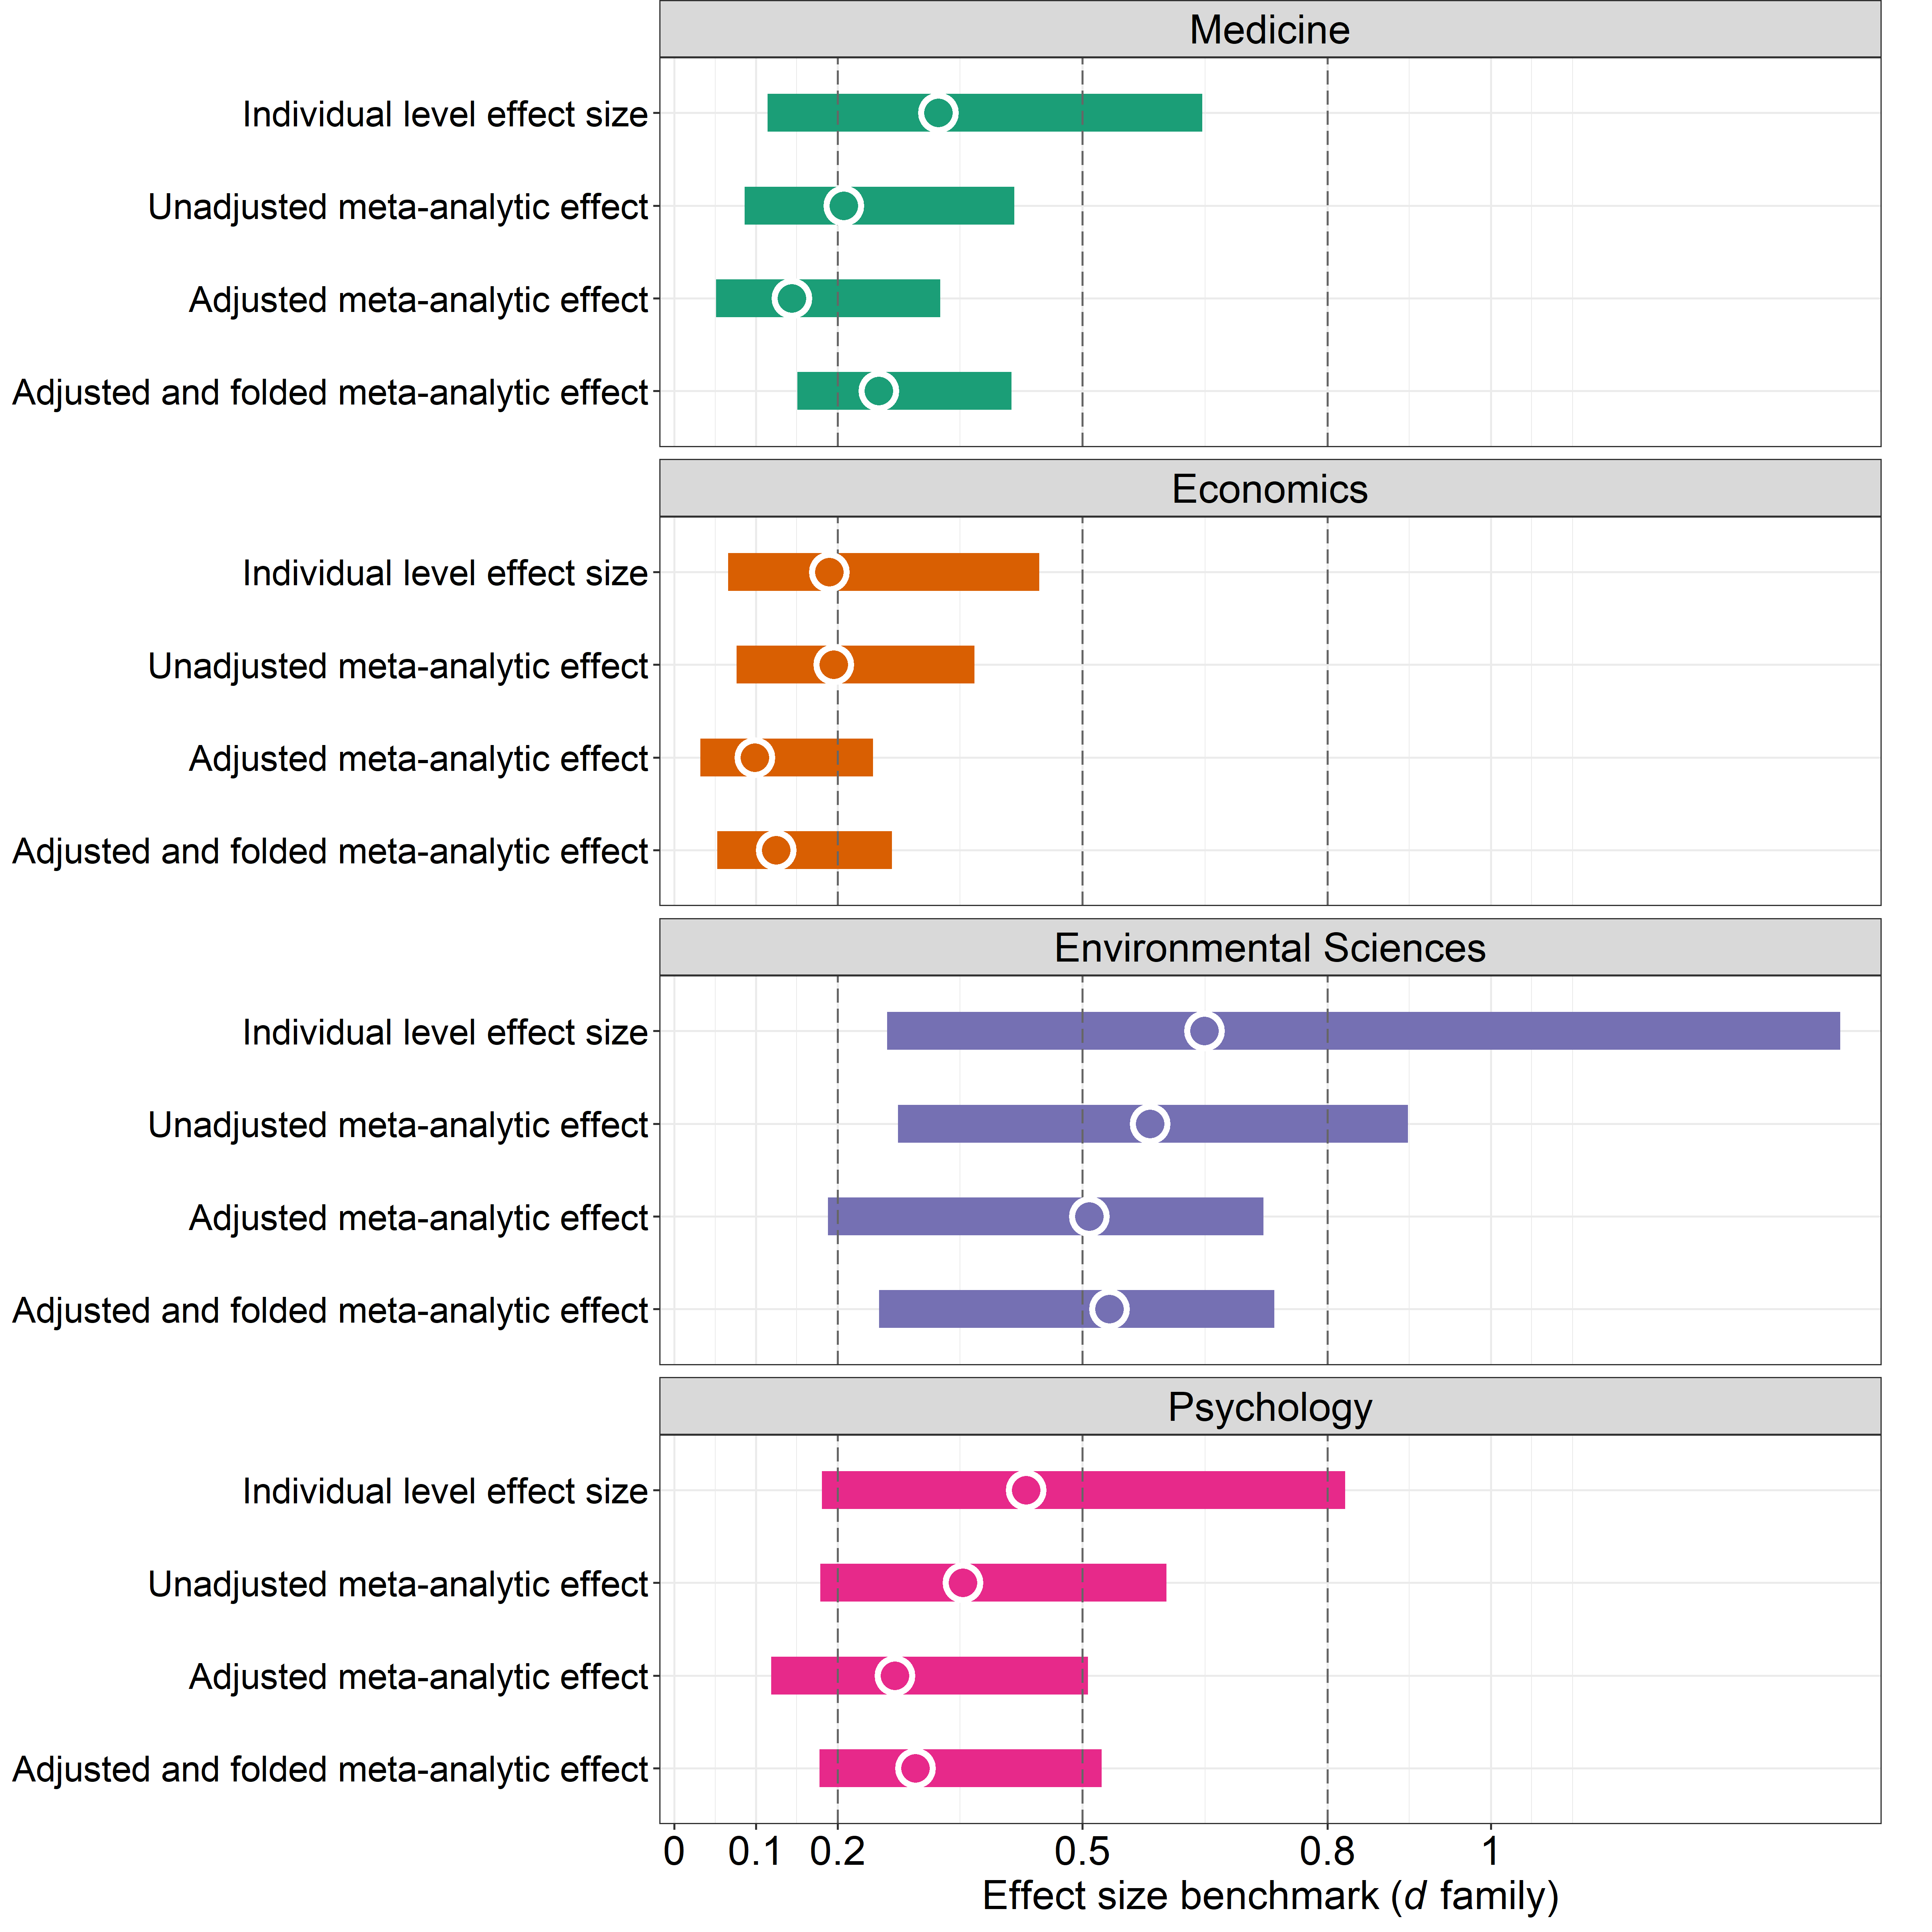 Medicine
Individual level effect size
Unadjusted meta-analytic effect
Adjusted meta-analytic effect
Adjusted and folded meta-analytic effect
Economics
Individual level effect size
Unadjusted meta-analytic effect
Adjusted meta-analytic effect
Adjusted and folded meta-analytic effect
Environmental Sciences
Individual level effect size
Unadjusted meta-analytic effect
Adjusted meta-analytic effect
Adjusted and folded meta-analytic effect
Psychology
Individual level effect size
Unadjusted meta-analytic effect
Adjusted meta-analytic effect
Adjusted and folded meta-analytic effect
0 0.1 0.2 0.5 0.8 1
Effect size benchmark (d family)